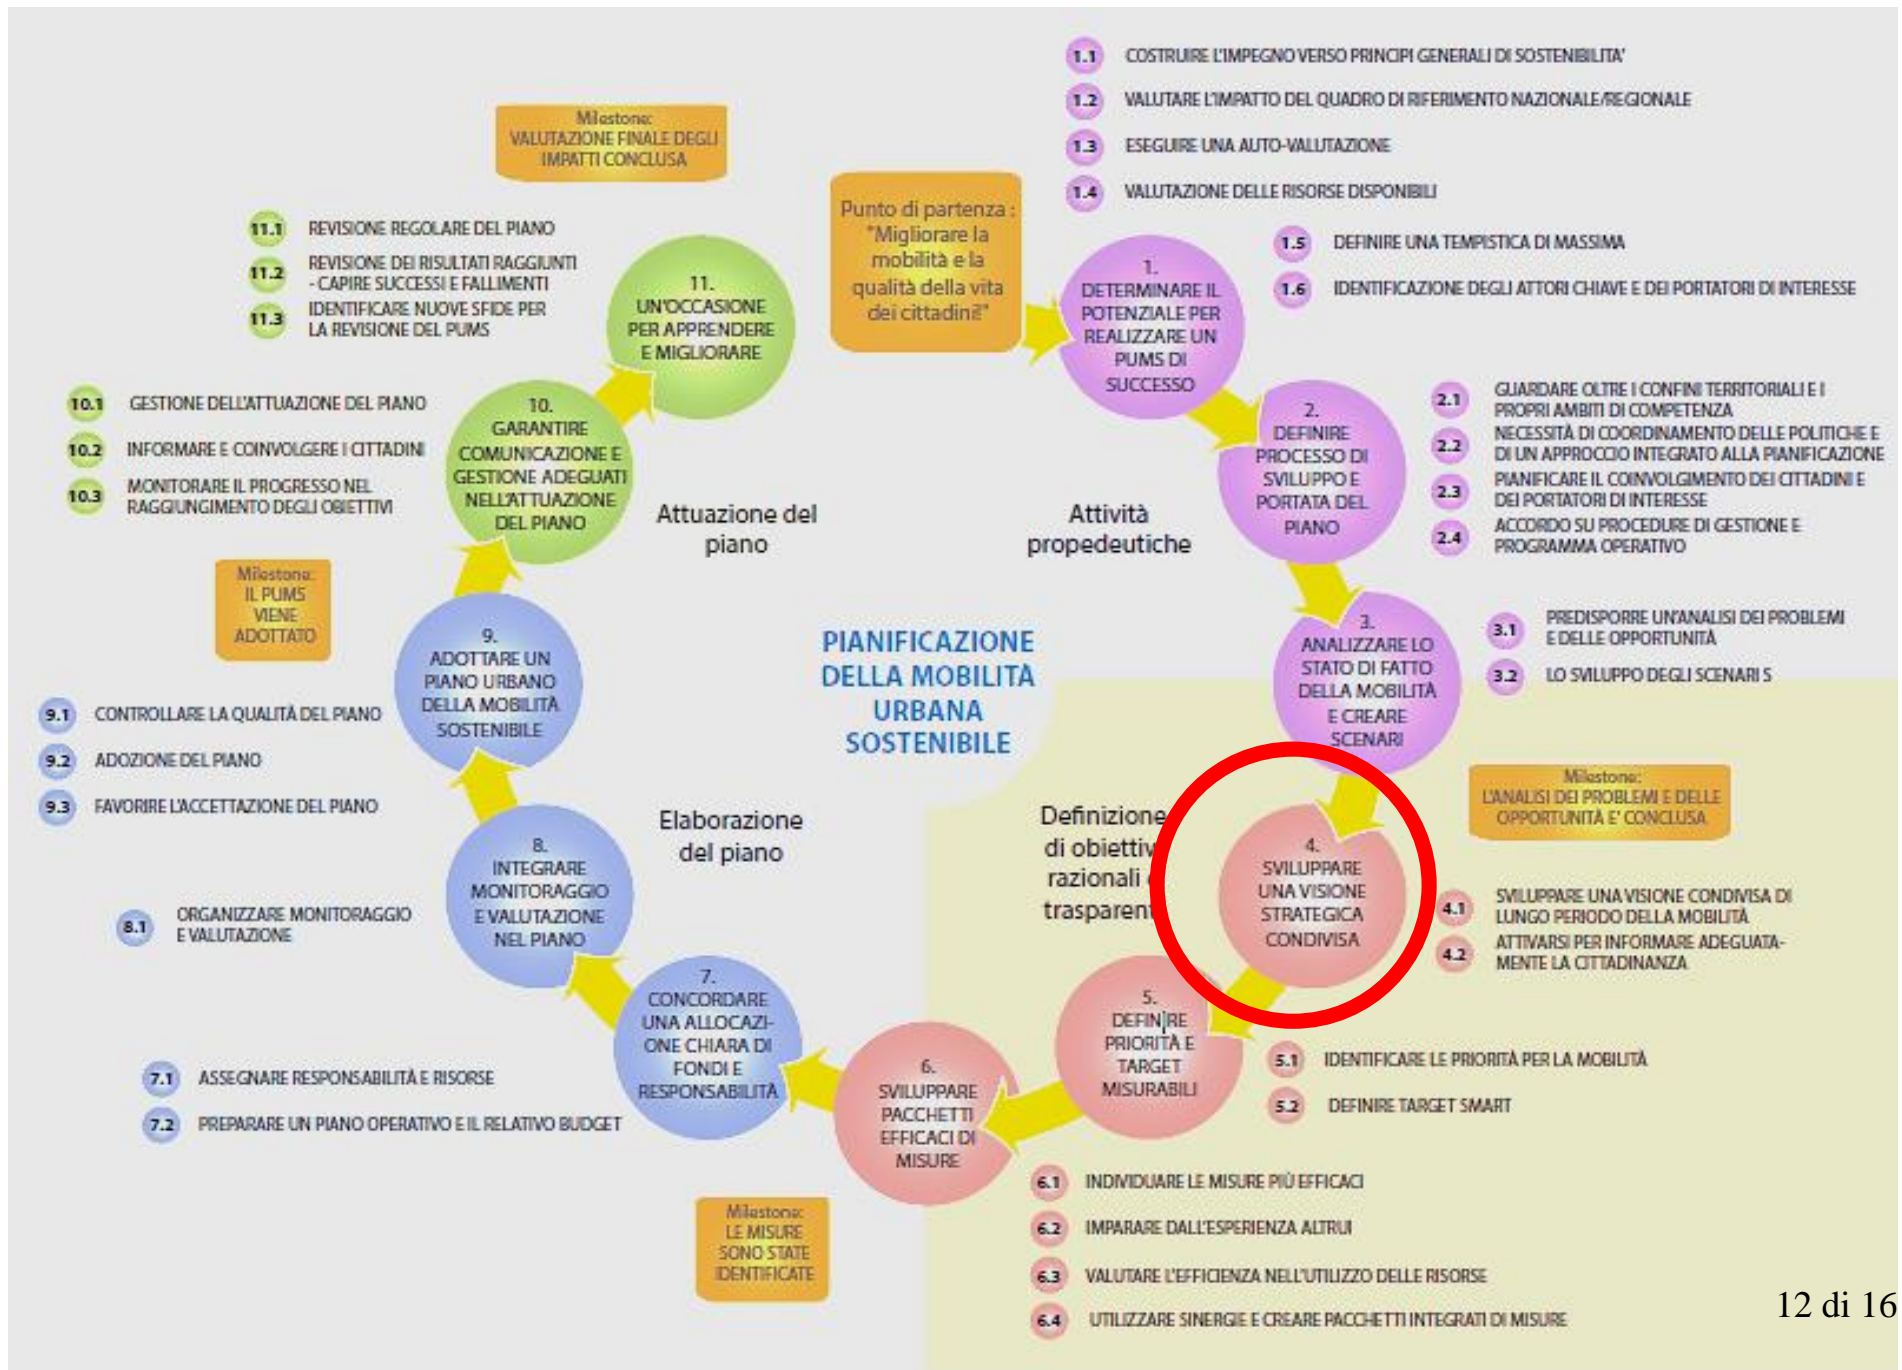 1.1 COSTRUIRE L'IMPEGNO VERSO PRINCIPI GENERALI DI SOSTENIBILITA'
1.2 VALUTARE L'IMPATTO DEL QUADRO DI RIFERIMENTO NAZIONALE/REGIONALE
1.3 ESEGUIRE UNA AUTO-VALUTAZIONE
1.4 VALUTAZIONE DELLE RISORSE DISPONIBILI
1.5 DEFINIRE UNA TEMPISTICA DI MASSIMA
1.6 IDENTIFICAZIONE DEGLI ATTORI CHIAVE E DEI PORTATORI DI INTERESSE
Milestone:
VALUTAZIONE FINALE DEGLI
IMPATTI CONCLUSA
Punto di partenza :
"Migliorare la
mobilità e la
qualità della vita
dei cittadini!"
1.
DETERMINARE IL
POTENZIALE PER
REALIZZARE UN
PUMS DI
SUCCESSO
11.1 REVISIONE REGOLARE DEL PIANO
11.2 REVISIONE DEI RISULTATI RAGGIUNTI
- CAPIRE SUCCESSI E FALLIMENTI
11.3 IDENTIFICARE NUOVE SFIDE PER
LA REVISIONE DEL PUMS
11.
UN'OCCASIONE
PER APPRENDERE
E MIGLIORARE
2.
DEFINIRE
PROCESSO DI
SVILUPPO E
PORTATA DEL
PIANO
2.1 GUARDARE OLTRE I CONFINI TERRITORIALI E I
PROPRI AMBITI DI COMPETENZA
2.2 NECESSITÀ DI COORDINAMENTO DELLE POLITICHE E
DI UN APPROCCIO INTEGRATO ALLA PIANIFICAZIONE
2.3 PIANIFICARE IL COINVOLGIMENTO DEI CITTADINI E
DEI PORTATORI DI INTERESSE
2.4 ACCORDO SU PROCEDURE DI GESTIONE E
PROGRAMMA OPERATIVO
10.1 GESTIONE DELL'ATTUAZIONE DEL PIANO
10.2 INFORMARE E COINVOLGERE I CITTADINI
10.3 MONITORARE IL PROGRESSO NEL
RAGGIUNGIMENTO DEGLI OBIETTIVI
10.
GARANTIRE
COMUNICAZIONE E
GESTIONE ADEGUATI
NELL'ATTUAZIONE
DEL PIANO
Attuazione del
piano
Attività
propedeutiche
Milestone:
IL PUMS
VIENE
ADOTTATO
PIANIFICAZIONE
DELLA MOBILITÀ
URBANA
SOSTENIBILE
3.
ANALIZZARE LO
STATO DI FATTO
DELLA MOBILITÀ
E CREARE
SCENARI
3.1 PREDISPORRE UN'ANALISI DEI PROBLEMI
E DELLE OPPORTUNITÀ
3.2 LO SVILUPPO DEGLI SCENARI S
9.
ADOTTARE UN
PIANO URBANO
DELLA MOBILITÀ
SOSTENIBILE
9.1 CONTROLLARE LA QUALITÀ DEL PIANO
9.2 ADOZIONE DEL PIANO
9.3 FAVORIRE L'ACCETTAZIONE DEL PIANO
Milestone:
L'ANALISI DEI PROBLEMI E DELLE
OPPORTUNITÀ E' CONCLUSA
Elaborazione
del piano
Definizione
di obiettiv
razionali
trasparent
4.
SVILUPPARE
UNA VISIONE
STRATEGICA
CONDIVISA
4.1 SVILUPPARE UNA VISIONE CONDIVISA DI
LUNGO PERIODO DELLA MOBILITÀ
4.2 ATTIVARSI PER INFORMARE ADEGUATA-
MENTE LA CITTADINANZA
8.
INTEGRARE
MONITORAGGIO
E VALUTAZIONE
NEL PIANO
8.1 ORGANIZZARE MONITORAGGIO
E VALUTAZIONE
5.
DEFINIRE
PRIORITÀ E
TARGET
MISURABILI
5.1 IDENTIFICARE LE PRIORITÀ PER LA MOBILITÀ
5.2 DEFINIRE TARGET SMART
7.
CONCORDARE
UNA ALLOCAZI-
ONE CHIARA DI
FONDI E
RESPONSABILITÀ
7.1 ASSEGNARE RESPONSABILITÀ E RISORSE
7.2 PREPARARE UN PIANO OPERATIVO E IL RELATIVO BUDGET
6.
SVILUPPARE
PACCHETTI
EFFICACI DI
MISURE
6.1 INDIVIDUARE LE MISURE PIÙ EFFICACI
6.2 IMPARARE DALL'ESPERIENZA ALTRUI
6.3 VALUTARE L'EFFICIENZA NELL'UTILIZZO DELLE RISORSE
6.4 UTILIZZARE SINERGIE E CREARE PACCHETTI INTEGRATI DI MISURE
Milestone:
LE MISURE
SONO STATE
IDENTIFICATE
12 di 16